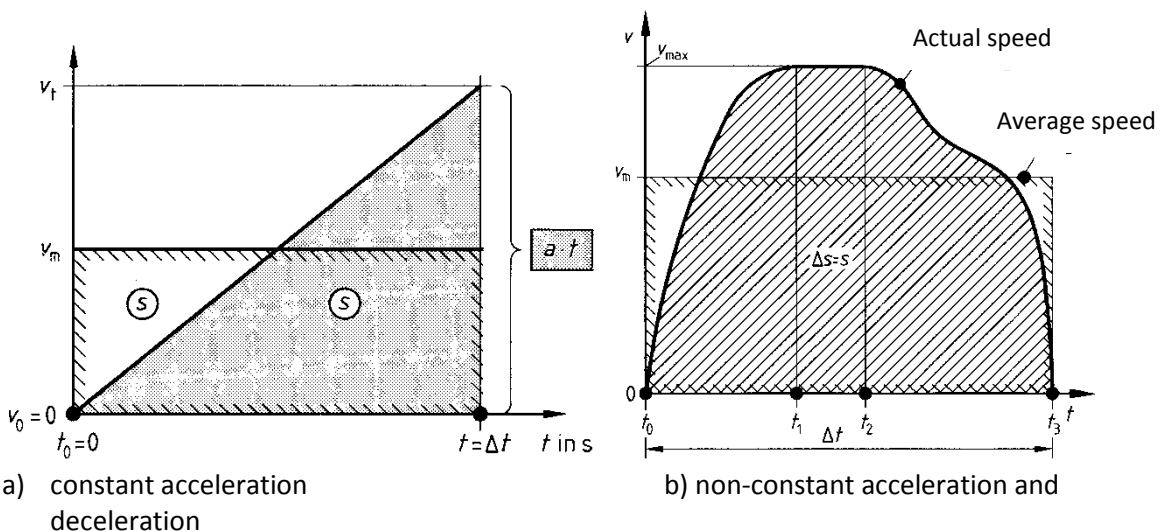 v_t
v_m
s
s
a·t
v_0 = 0
t_0 = 0
t = Δt
t in s
a) constant acceleration
deceleration
v
v_max
Actual speed
Average speed
v_m
Δs=s
0
t_0
t_1
t_2
t_3
t
Δt
b) non-constant acceleration and